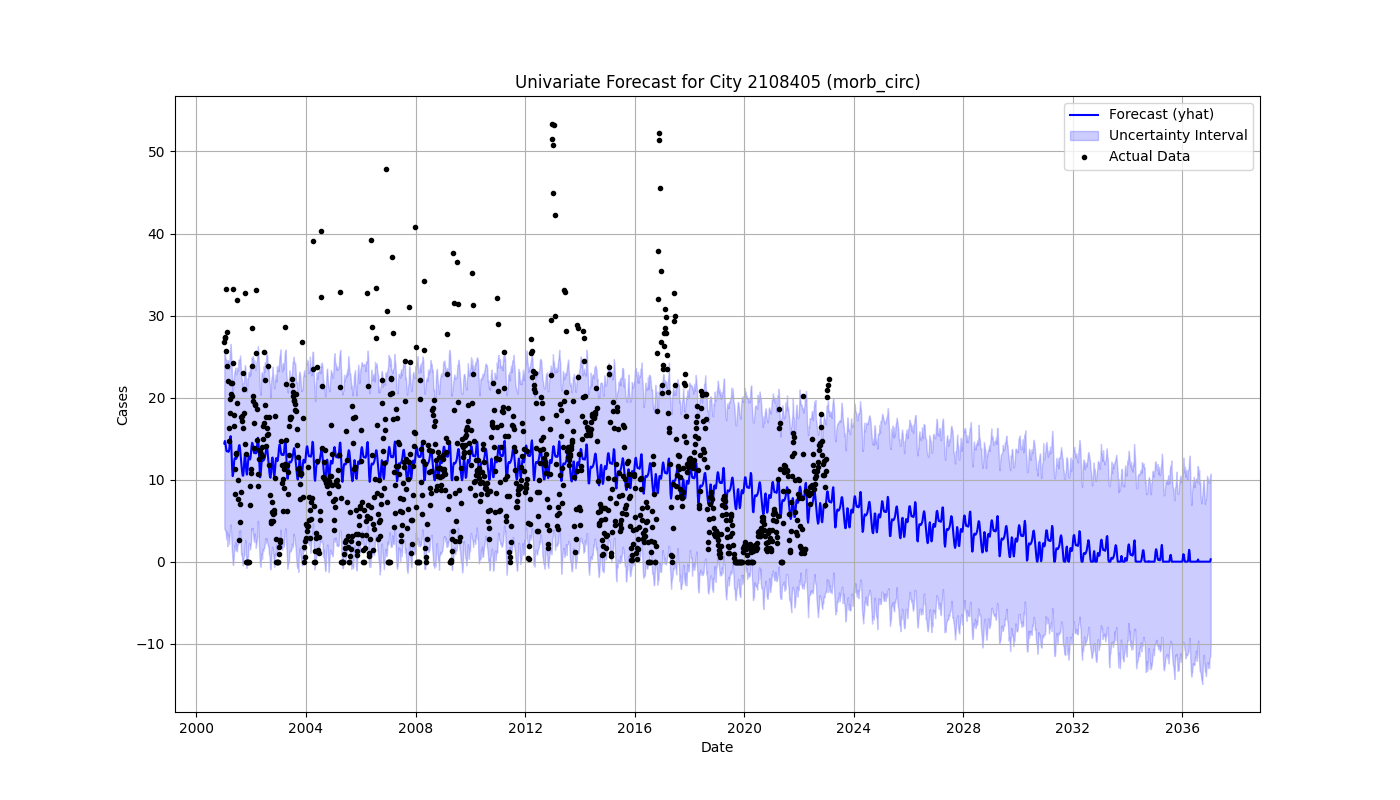 Univariate Forecast for City 2108405 (morb_circ)
Forecast (yhat)
Uncertainty Interval
Actual Data
Cases
50
40
30
20
10
0
−10
2000 2004 2008 2012 2016 2020 2024 2028 2032 2036
Date